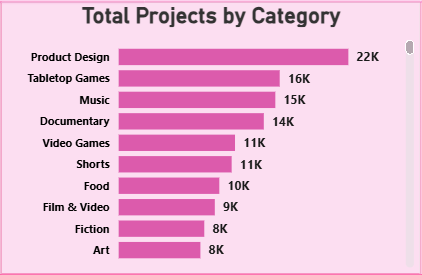 Total Projects by Category
Product Design 22K
Tabletop Games 16K
Music 15K
Documentary 14K
Video Games 11K
Shorts 11K
Food 10K
Film & Video 9K
Fiction 8K
Art 8K